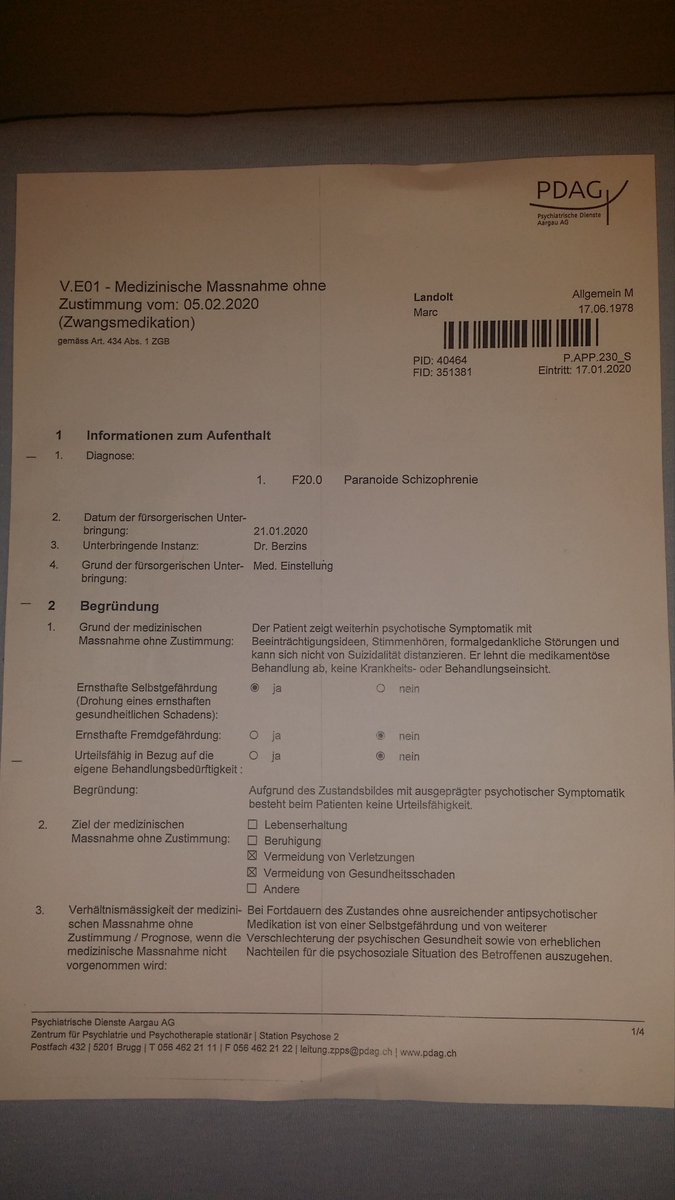 PDAG
Psychiatrische Dienste
Aargau AG
V.E01 - Medizinische Massnahme ohne
Zustimmung vom: 05.02.2020
(Zwangsmedikation)
gemäss Art. 434 Abs. 1 ZGB
Landolt Allgemein M
Marc 17.06.1978
PID: 40464 P.APP.230_S
FID: 351381 Eintritt: 17.01.2020
1 Informationen zum Aufenthalt
1. Diagnose:
1. F20.0 Paranoide Schizophrenie
2. Datum der fürsorgerischen Unter-
bringung: 21.01.2020
3. Unterbringende Instanz: Dr. Berzins
4. Grund der fürsorgerischen Unter- Med. Einstellung
bringung:
2 Begründung
1. Grund der medizinischen Der Patient zeigt weiterhin psychotische Symptomatik mit
Massnahme ohne Zustimmung: Beeinträchtigungsideen, Stimmenhören, formalgedankliche Störungen und
kann sich nicht von Suizidalität distanzieren. Er lehnt die medikamentöse
Behandlung ab, keine Krankheits- oder Behandlungseinsicht.
Ernsthafte Selbstgefährdung ja nein
(Drohung eines ernsthaften
gesundheitlichen Schadens):
Ernsthafte Fremdgefährdung: ja nein
Urteilsfähig in Bezug auf die ja nein
eigene Behandlungsbedürftigkeit :
Begründung: Aufgrund des Zustandsbildes mit ausgeprägter psychotischer Symptomatik
besteht beim Patienten keine Urteilsfähigkeit.
2. Ziel der medizinischen Lebenserhaltung
Massnahme ohne Zustimmung: Beruhigung
Vermeidung von Verletzungen
Vermeidung von Gesundheitsschaden
Andere
3. Verhältnismässigkeit der medizini- Bei Fortdauern des Zustandes ohne ausreichender antipsychotischer
schen Massnahme ohne Medikation ist von einer Selbstgefährdung und von weiterer
Zustimmung / Prognose, wenn die Verschlechterung der psychischen Gesundheit sowie von erheblichen
medizinische Massnahme nicht Nachteilen für die psychosoziale Situation des Betroffenen auszugehen.
vorgenommen wird:
Psychiatrische Dienste Aargau AG
Zentrum für Psychiatrie und Psychotherapie stationär | Station Psychose 2 1/4
Postfach 432 | 5201 Brugg | T 056 462 21 11 | F 056 462 21 22 | leitung.zpps@pdag.ch | www.pdag.ch